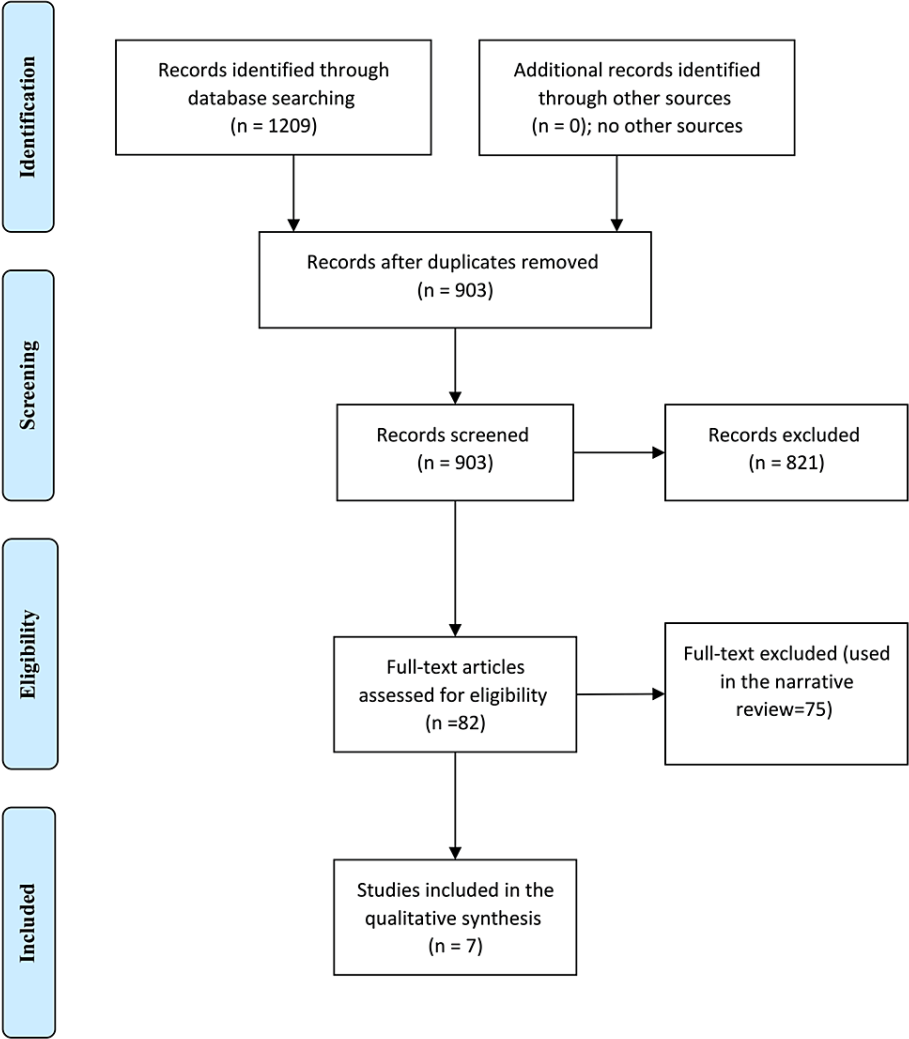 Identification
Records identified through
database searching
(n = 1209)
Additional records identified
through other sources
(n = 0); no other sources
Records after duplicates removed
(n = 903)
Screening
Records screened
(n = 903)
Records excluded
(n = 821)
Eligibility
Full-text articles
assessed for eligibility
(n =82)
Full-text excluded (used
in the narrative
review=75)
Included
Studies included in the
qualitative synthesis
(n = 7)